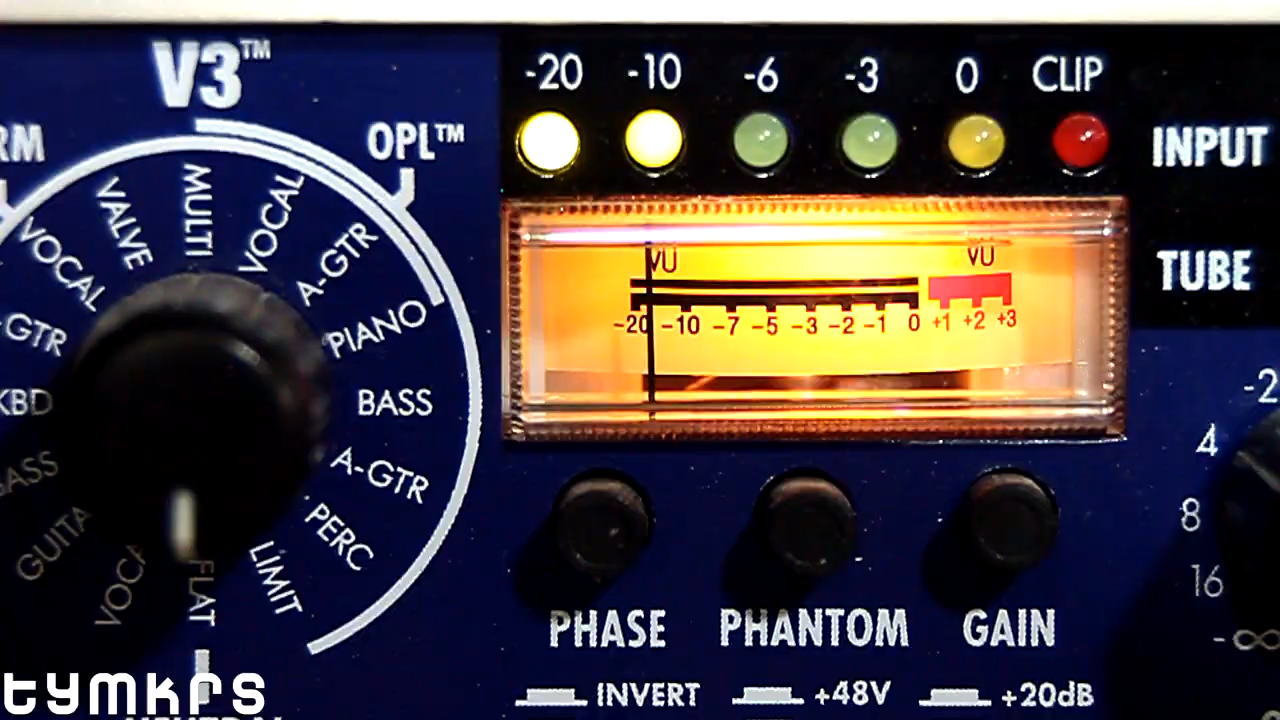 V3™
RM
OPL™
VOCAL
VALVE
MULTI
VOCAL
A-GTR
PIANO
BASS
A-GTR
PERC
LIMIT
FLAT
VOCA
GUITA
BASS
KBD
-GTR
-20 -10 -6 -3 0 CLIP
INPUT
TUBE
VU VU
-20 -10 -7 -5 -3 -2 -1 0 +1 +2 +3
-2
4
8
16
-∞
PHASE PHANTOM GAIN
INVERT +48V +20dB
NEUTRAL
tymkrs